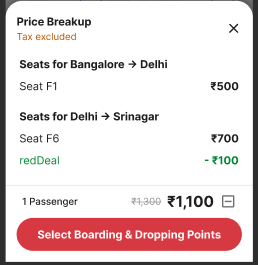 Price Breakup
Tax excluded
Seats for Bangalore → Delhi
Seat F1 ₹500
Seats for Delhi → Srinagar
Seat F6 ₹700
redDeal - ₹100
1 Passenger ₹1,300 ₹1,100
Select Boarding & Dropping Points